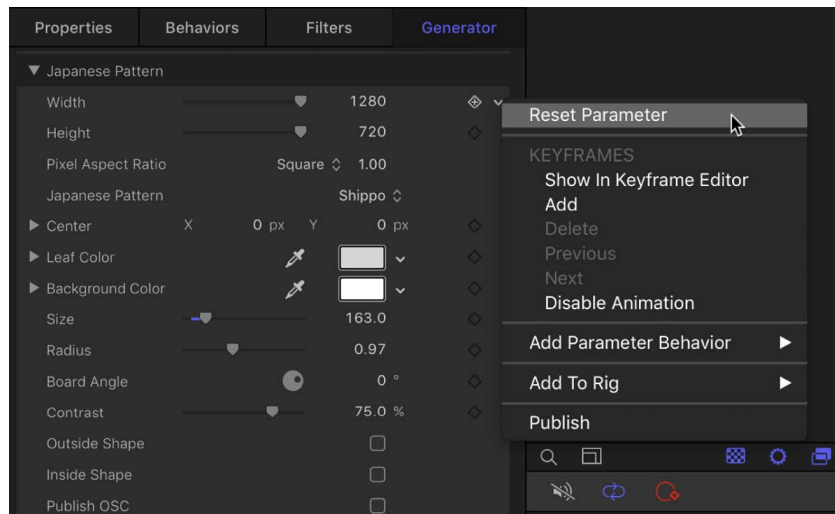 Properties Behaviors Filters Generator
Japanese Pattern
Width 1280
Height 720
Pixel Aspect Ratio Square 1.00
Japanese Pattern Shippo
Center X 0 px Y 0 px
Leaf Color
Background Color
Size 163.0
Radius 0.97
Board Angle 0 °
Contrast 75.0 %
Outside Shape
Inside Shape
Publish OSC
Reset Parameter
KEYFRAMES
Show In Keyframe Editor
Add
Delete
Previous
Next
Disable Animation
Add Parameter Behavior
Add To Rig
Publish